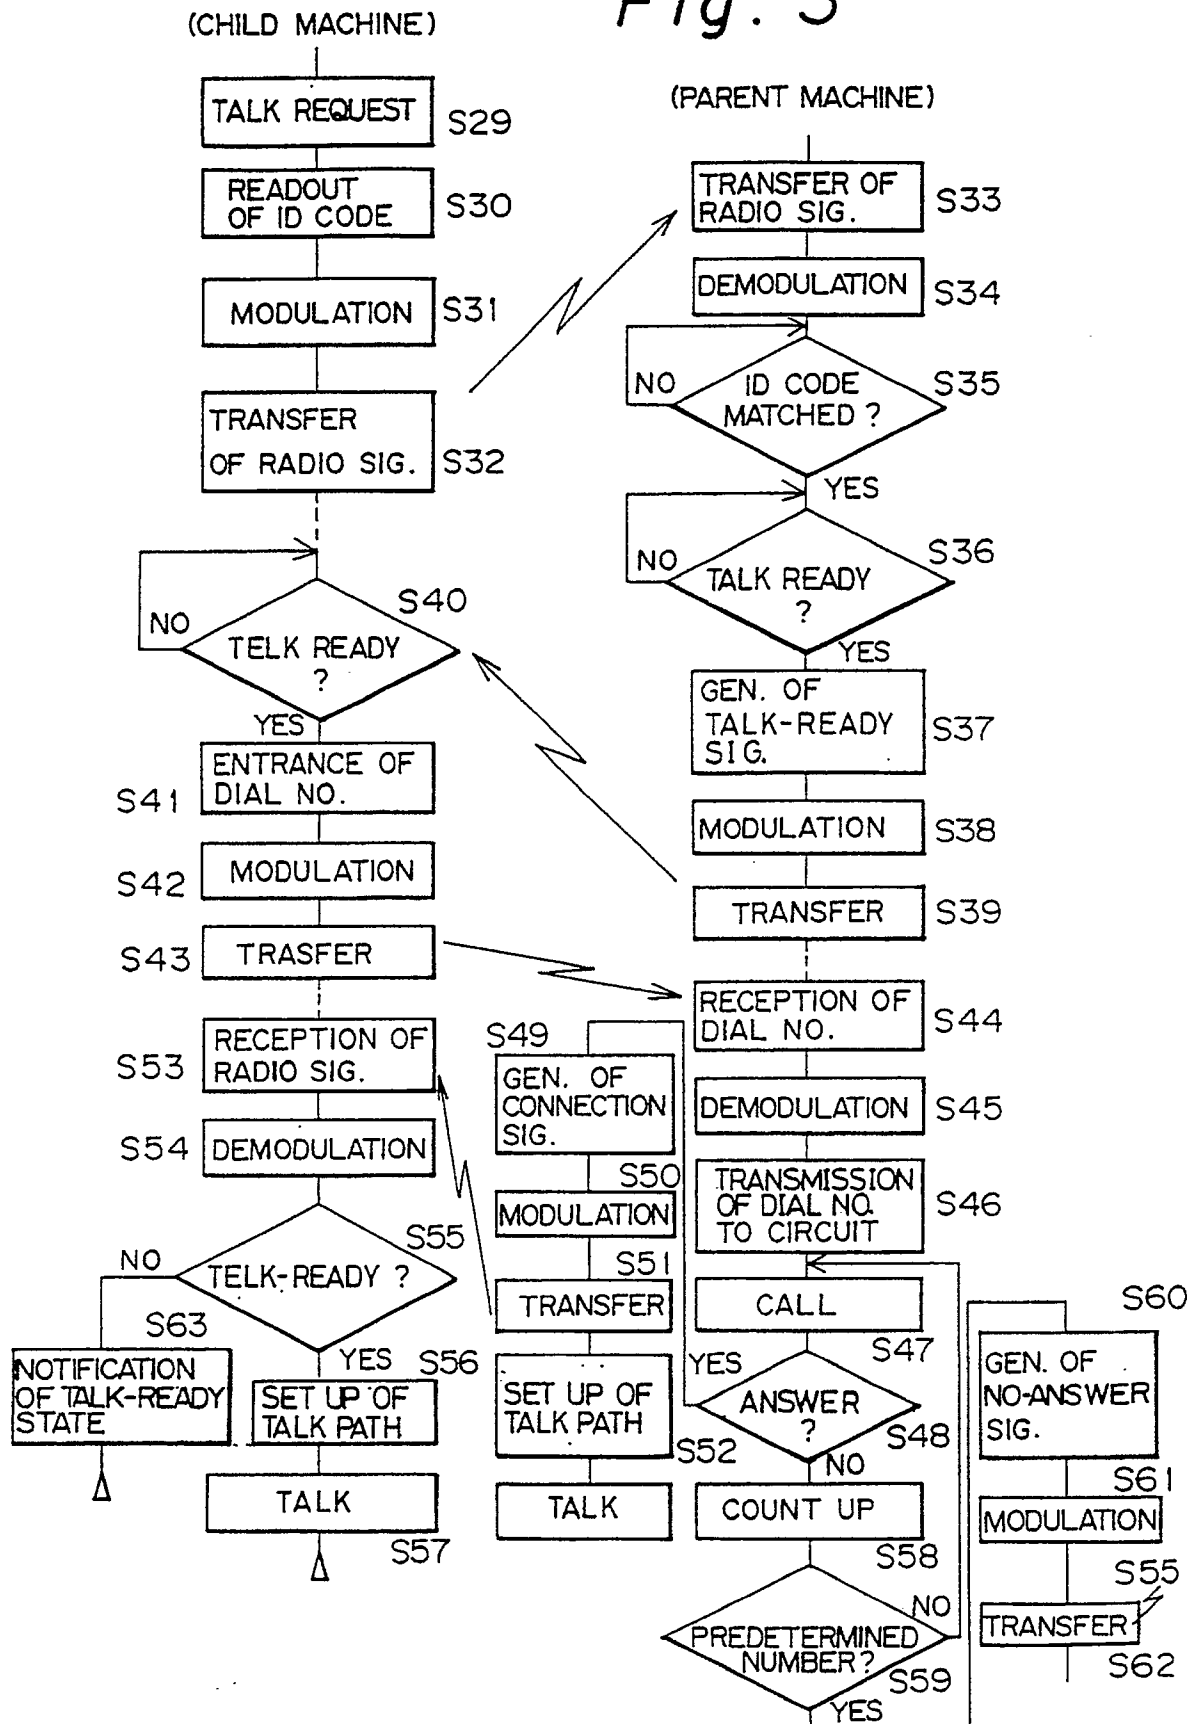 Fig. 5
(CHILD MACHINE)
TALK REQUEST
S29
READOUT
OF ID CODE
S30
MODULATION
S31
TRANSFER
OF RADIO SIG.
S32
S40
NO
TELK READY
?
YES
ENTRANCE OF
DIAL NO.
S41
MODULATION
S42
TRASFER
S43
RECEPTION OF
RADIO SIG.
S53
DEMODULATION
S54
S55
NO
TELK-READY ?
S63
NOTIFICATION
OF TALK-READY
STATE
YES
S56
SET UP OF
TALK PATH
TALK
S57
(PARENT MACHINE)
TRANSFER OF
RADIO SIG.
S33
DEMODULATION
S34
NO
ID CODE
MATCHED ?
S35
YES
NO
TALK READY
?
S36
YES
GEN. OF
TALK-READY
SIG.
S37
MODULATION
S38
TRANSFER
S39
RECEPTION OF
DIAL NO.
S44
DEMODULATION
S45
TRANSMISSION
OF DIAL NO.
TO CIRCUIT
S46
CALL
S47
YES
ANSWER
?
S48
NO
COUNT UP
S58
NO
PREDETERMINED
NUMBER?
S59
YES
S49
GEN. OF
CONNECTION
SIG.
S50
MODULATION
S51
TRANSFER
SET UP OF
TALK PATH
S52
TALK
S60
GEN. OF
NO-ANSWER
SIG.
S61
MODULATION
S55
TRANSFER
S62